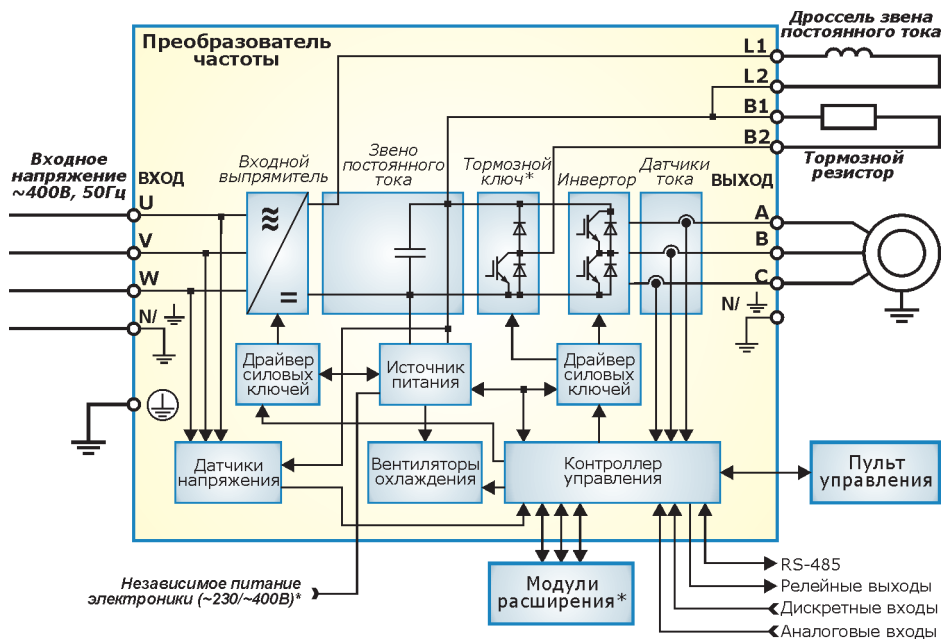 Преобразователь
частоты
Дроссель звена
постоянного тока
L1
L2
B1
B2
Тормозной
резистор
Входное
напряжение
~400В, 50Гц
ВХОД
Входной
выпрямитель
Звено
постоянного
тока
Тормозной
ключ*
Инвертор
Датчики
тока
ВЫХОД
U
V
W
N/
≈
=
A
B
C
N/
Драйвер
силовых
ключей
Источник
питания
Драйвер
силовых
ключей
Датчики
напряжения
Вентиляторы
охлаждения
Контроллер
управления
Пульт
управления
Независимое питание
электроники (~230/~400В)*
Модули
расширения*
RS-485
Релейные выходы
Дискретные входы
Аналоговые входы